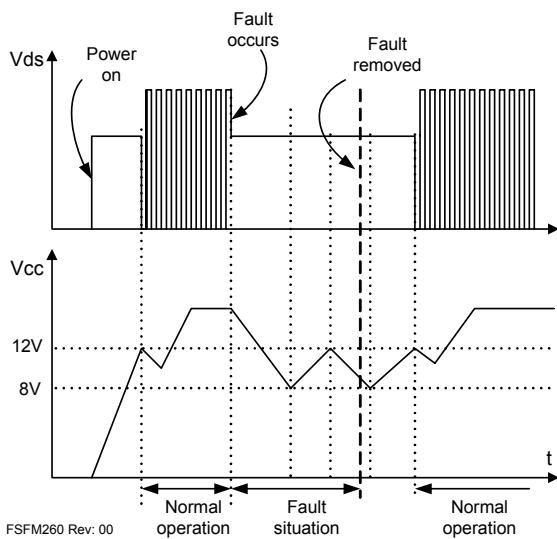 Vds
Power
on
Fault
occurs
Fault
removed
Vcc
12V
8V
t
Normal
operation
Fault
situation
Normal
operation
FSFM260 Rev: 00